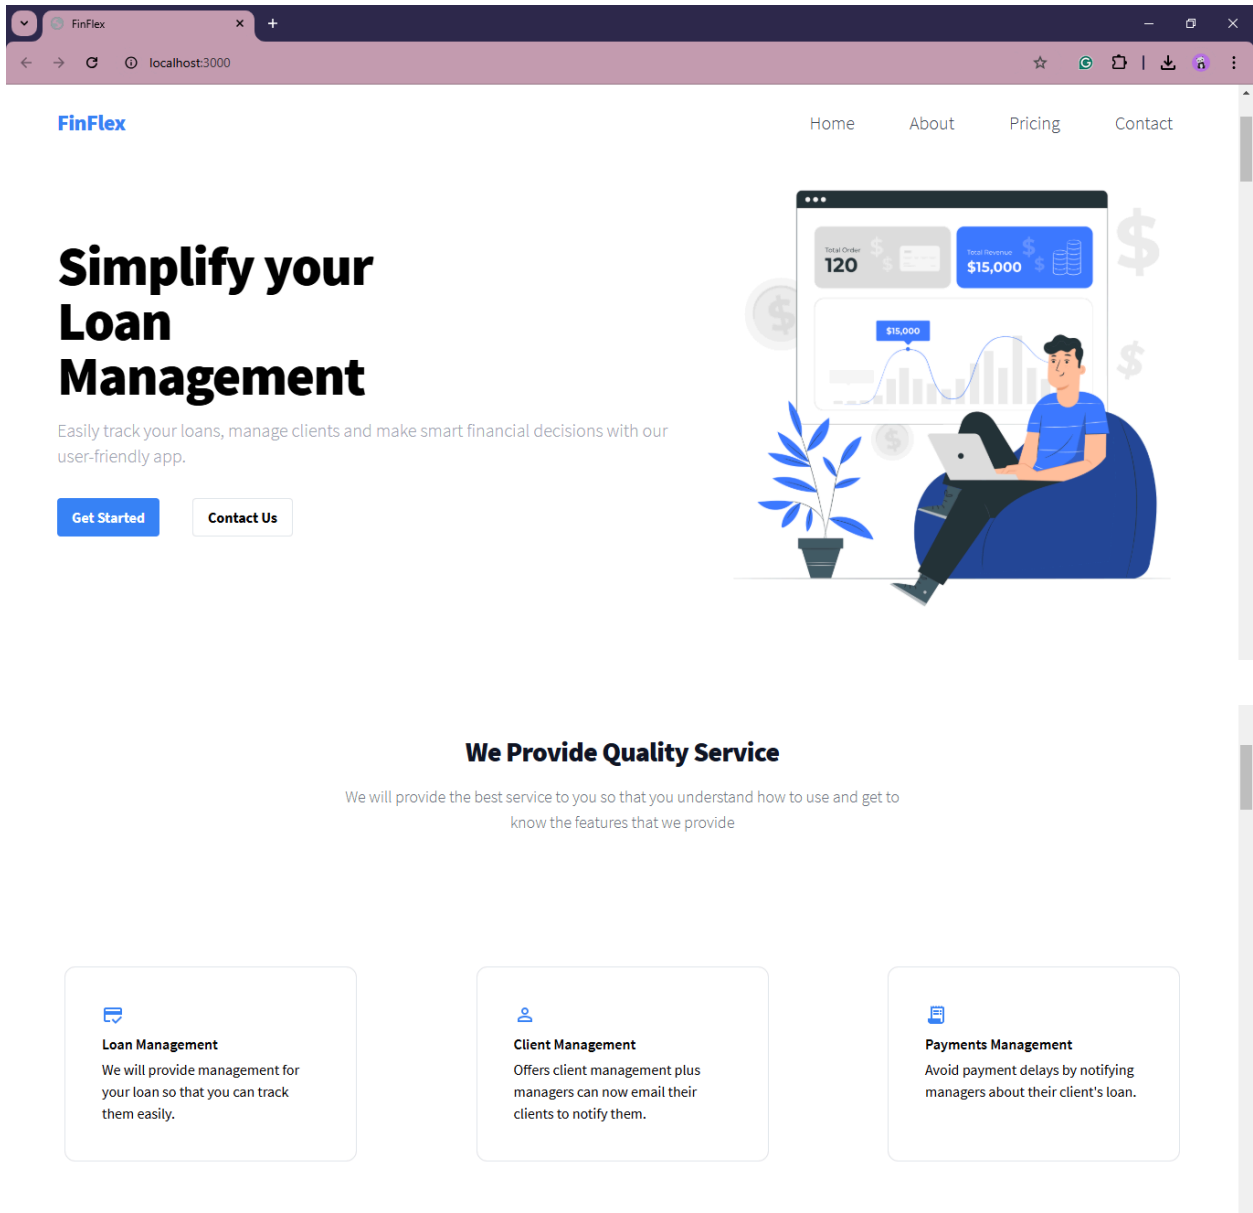 FinFlex
localhost:3000
FinFlex
Home About Pricing Contact
Simplify your
Loan
Management
Easily track your loans, manage clients and make smart financial decisions with our
user-friendly app.
Get Started Contact Us
Total Order
120
Total Revenue
$15,000
$15,000
We Provide Quality Service
We will provide the best service to you so that you understand how to use and get to
know the features that we provide
Loan Management
We will provide management for
your loan so that you can track
them easily.
Client Management
Offers client management plus
managers can now email their
clients to notify them.
Payments Management
Avoid payment delays by notifying
managers about their client's loan.